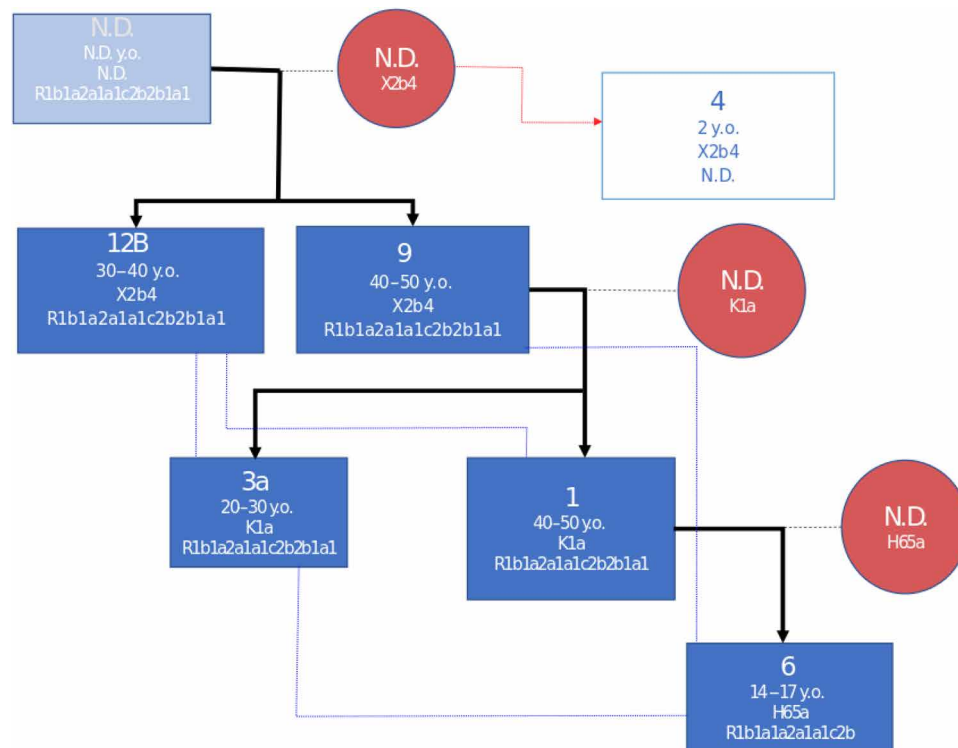 N.D.
N.D. y.o.
N.D.
R1b1a2a1a1c2b2b1a1
N.D.
X2b4
4
2 y.o.
X2b4
N.D.
12B
30–40 y.o.
X2b4
R1b1a2a1a1c2b2b1a1
9
40–50 y.o.
X2b4
R1b1a2a1a1c2b2b1a1
N.D.
K1a
3a
20–30 y.o.
K1a
R1b1a2a1a1c2b2b1a1
1
40–50 y.o.
K1a
R1b1a2a1a1c2b2b1a1
N.D.
H65a
6
14–17 y.o.
H65a
R1b1a1a2a1a1c2b